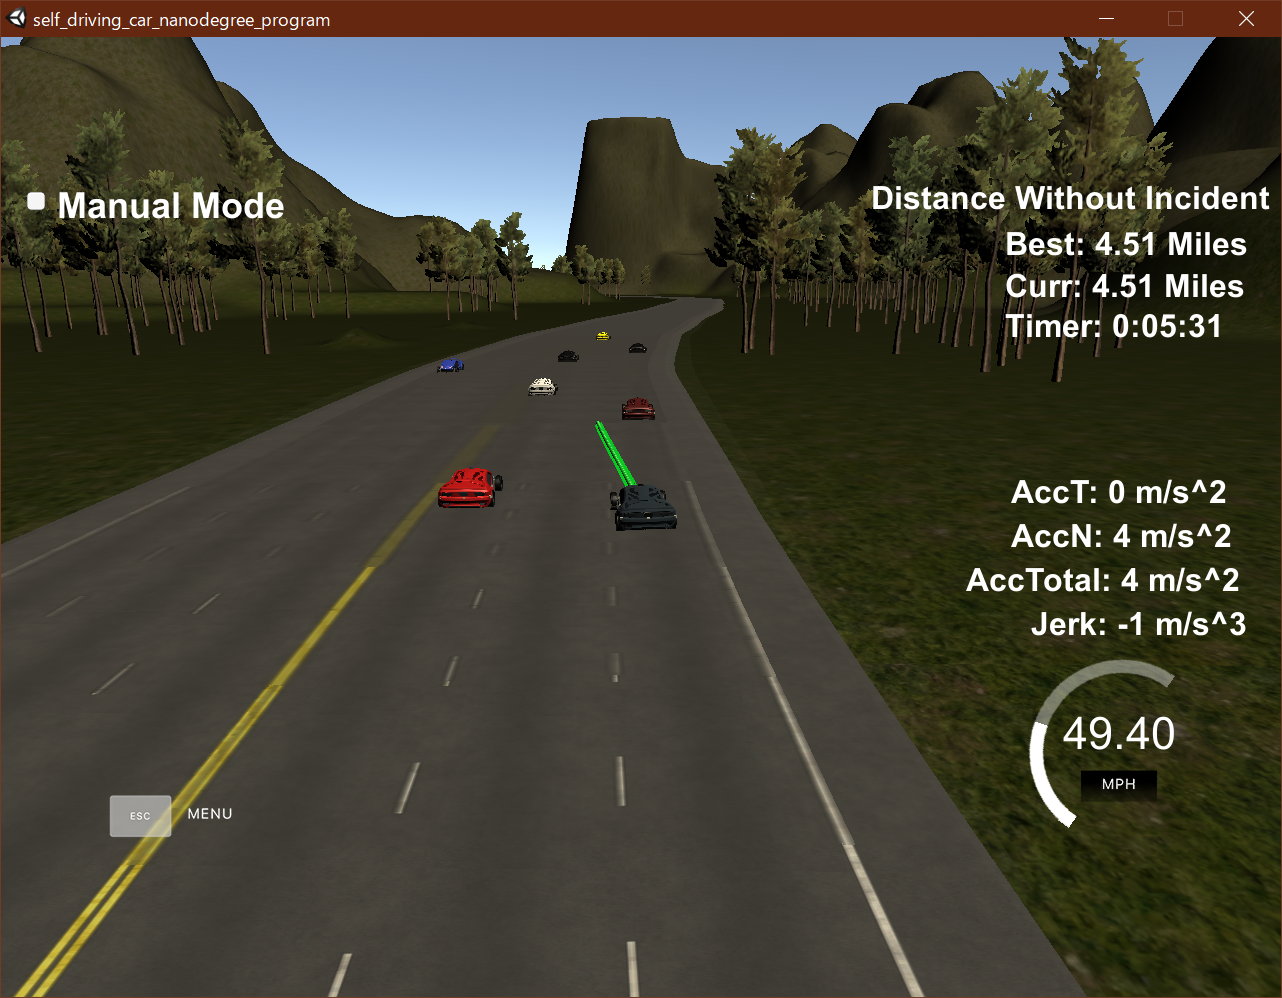 self_driving_car_nanodegree_program
Manual Mode
Distance Without Incident
Best: 4.51 Miles
Curr: 4.51 Miles
Timer: 0:05:31
AccT: 0 m/s^2
AccN: 4 m/s^2
AccTotal: 4 m/s^2
Jerk: -1 m/s^3
49.40
MPH
ESC MENU